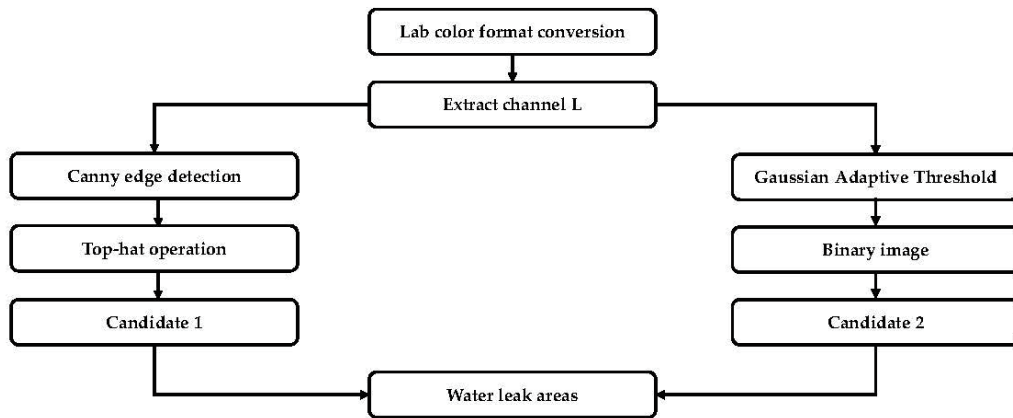 Lab color format conversion
Extract channel L
Canny edge detection
Gaussian Adaptive Threshold
Top-hat operation
Binary image
Candidate 1
Candidate 2
Water leak areas